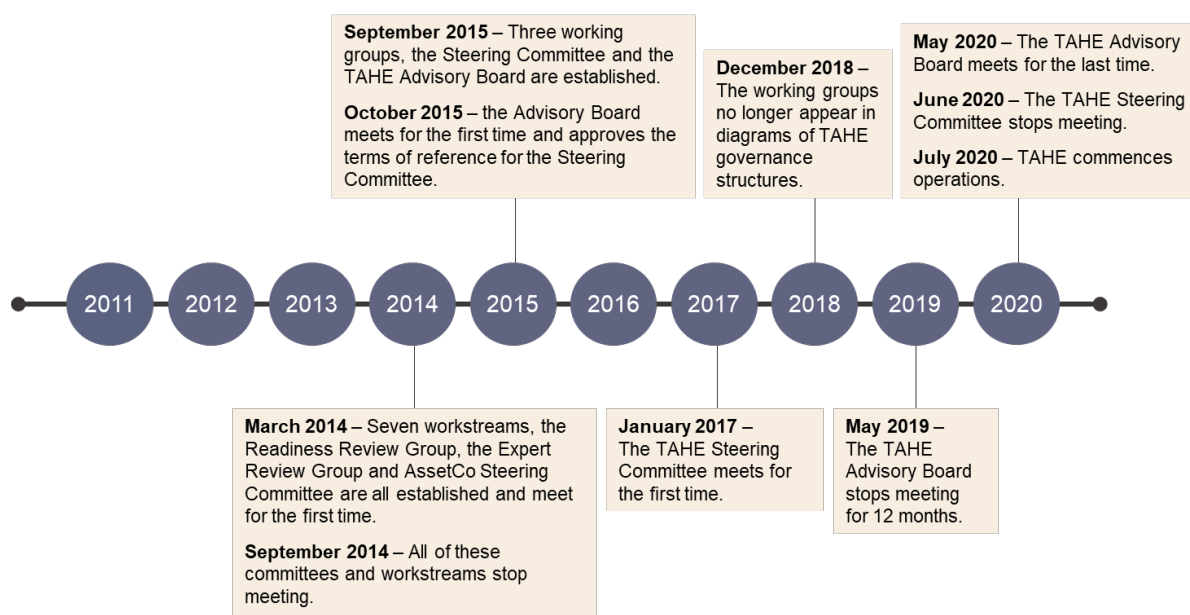 September 2015 – Three working
groups, the Steering Committee and the
TAHE Advisory Board are established.
October 2015 – the Advisory Board
meets for the first time and approves the
terms of reference for the Steering
Committee.
December 2018 –
The working groups
no longer appear in
diagrams of TAHE
governance
structures.
May 2020 – The TAHE Advisory
Board meets for the last time.
June 2020 – The TAHE Steering
Committee stops meeting.
July 2020 – TAHE commences
operations.
2011 2012 2013 2014 2015 2016 2017 2018 2019 2020
March 2014 – Seven workstreams, the
Readiness Review Group, the Expert
Review Group and AssetCo Steering
Committee are all established and meet
for the first time.
September 2014 – All of these
committees and workstreams stop
meeting.
January 2017 –
The TAHE Steering
Committee meets for
the first time.
May 2019 –
The TAHE
Advisory Board
stops meeting
for 12 months.